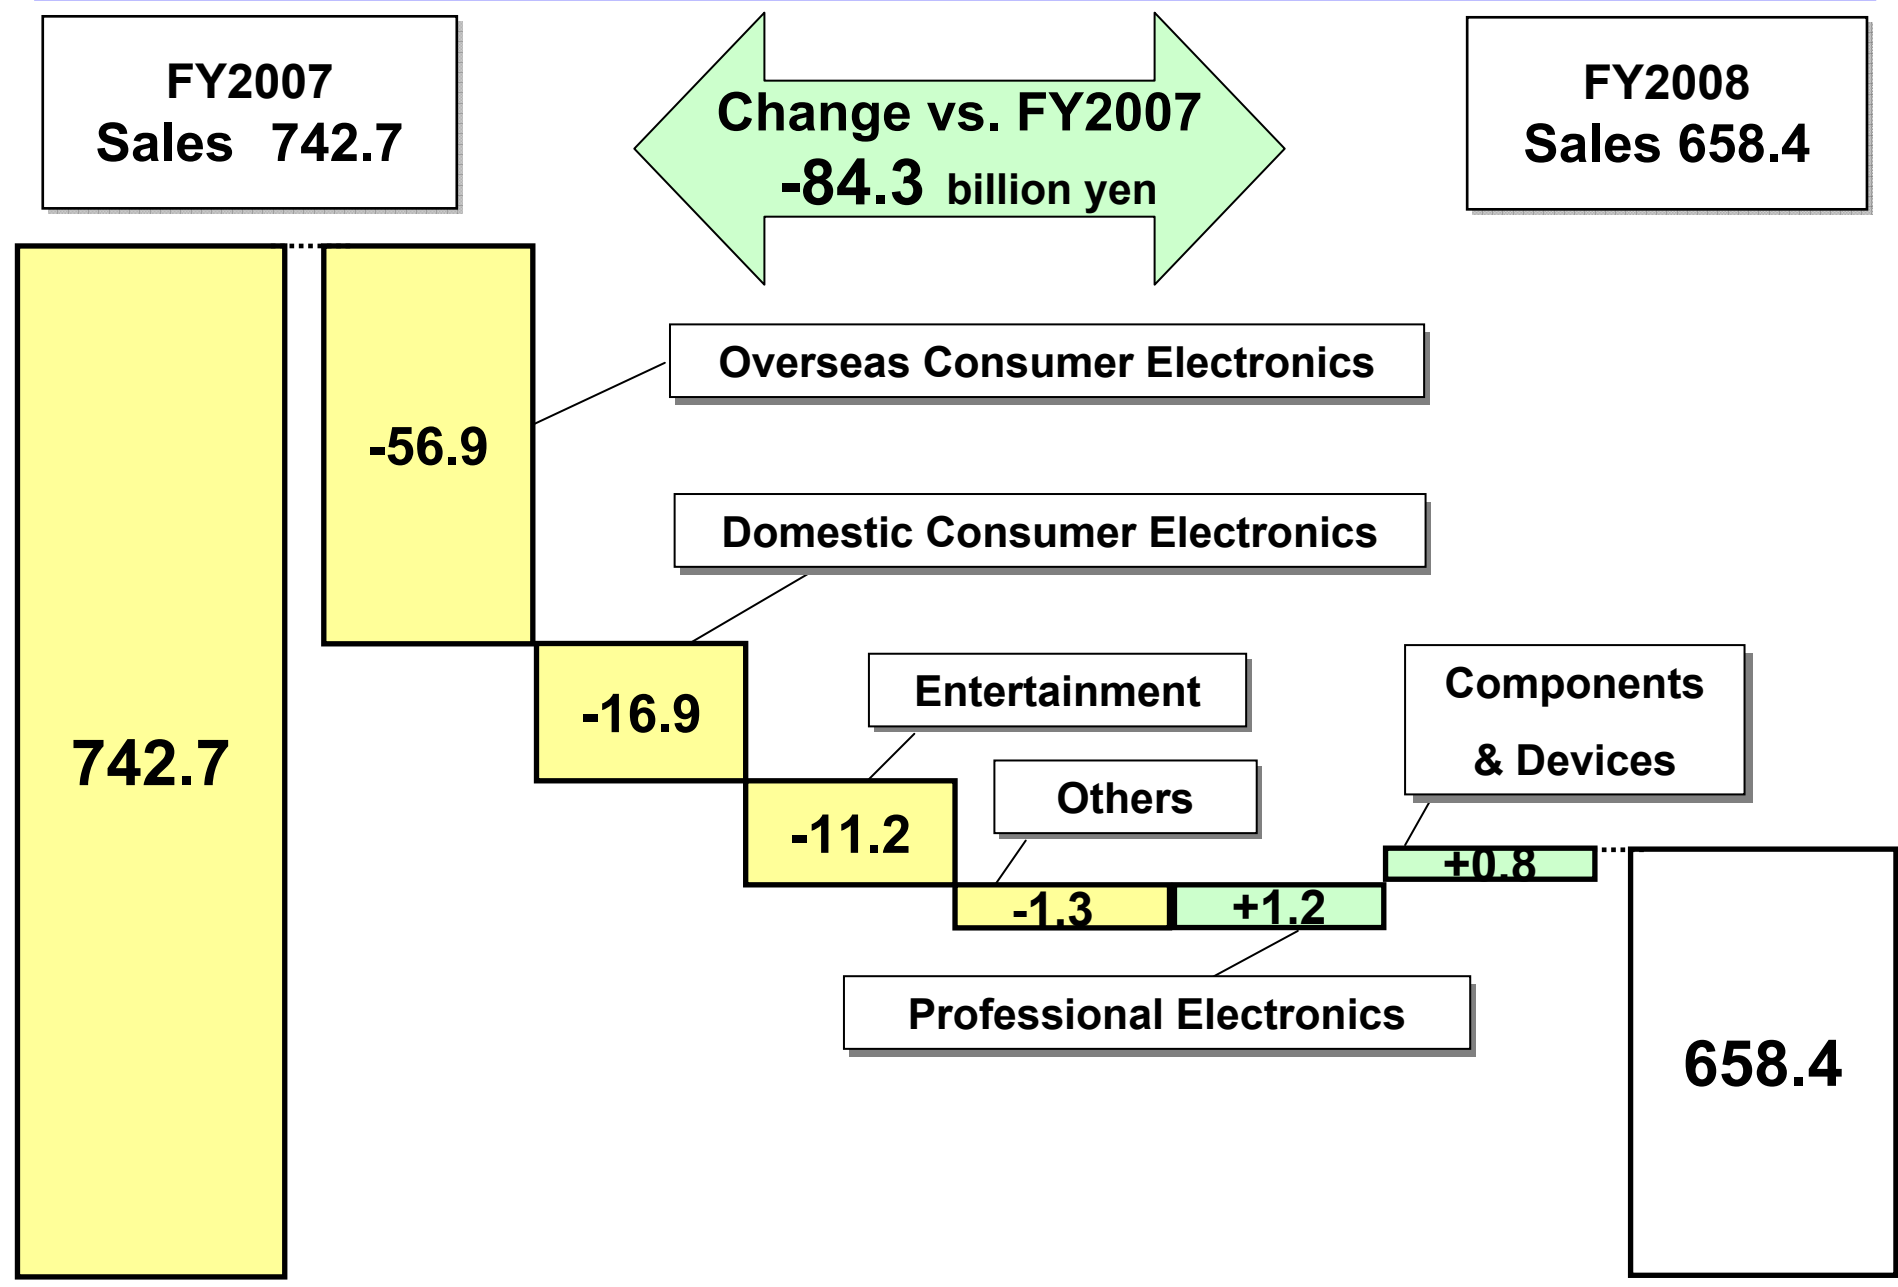 FY2007
Sales 742.7
Change vs. FY2007
-84.3 billion yen
FY2008
Sales 658.4
Overseas Consumer Electronics
-56.9
Domestic Consumer Electronics
-16.9
Entertainment
Components
& Devices
742.7
Others
-11.2
+0.8
-1.3
+1.2
Professional Electronics
658.4